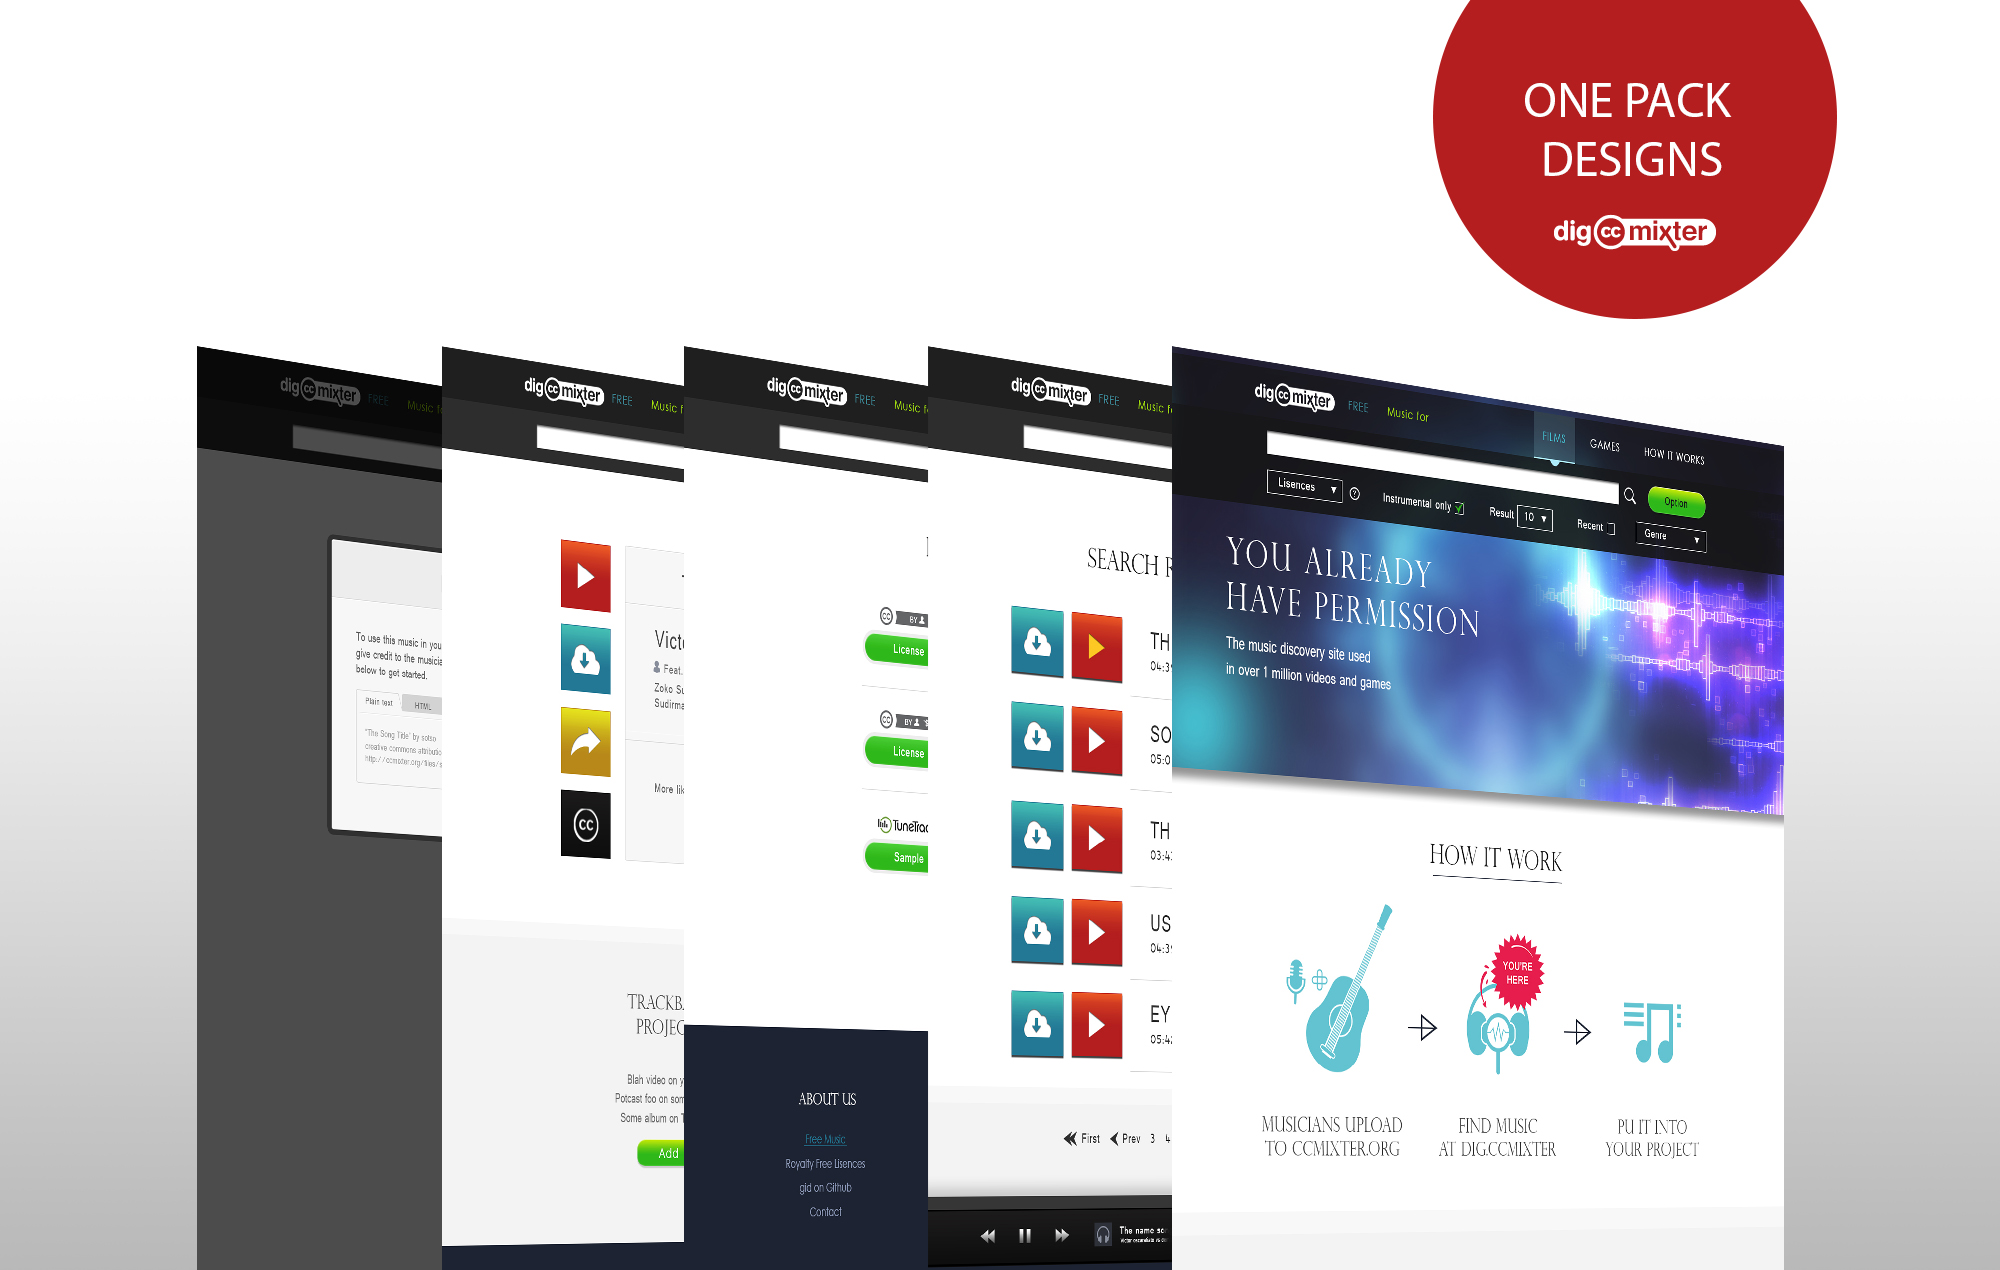 ONE PACK
DESIGNS
dig cc mixter
dig cc mixter FREE
To use this music in you
give credit to the musicia
below to get started.
Plain text HTML
"The Song Title" by
creative commons attributio
http://ccmixter.org/files/
dig cc mixter FREE Music f
Feat.
Zoko Su
Sudirma
More lik
TRACKBA
PROJEC
Blah video on y
Potcast foo on som
Some album on
Add
dig cc mixter FREE Music fo
cc BY
License
cc BY
License
TuneTrac
Sample
ABOUT US
Free Music
Royalty Free Lisences
gid on Github
Contact
dig cc mixter FREE Music f
SEARCH
TH
04:3
SO
05:0
TH
03:4
US
04:3
EY
05:4
First Prev 3 4
The name so
dig cc mixter FREE Music for FILMS GAMES HOW IT WORKS
Lisences ? Instrumental only Result 10 Recent Option
Genre
YOU ALREADY
HAVE PERMISSION
The music discovery site used
in over 1 million videos and games
HOW IT WORK
YOU'RE
HERE
MUSICIANS UPLOAD
TO CCMIXTER.ORG
FIND MUSIC
AT DIG.CCMIXTER
PU IT INTO
YOUR PROJECT